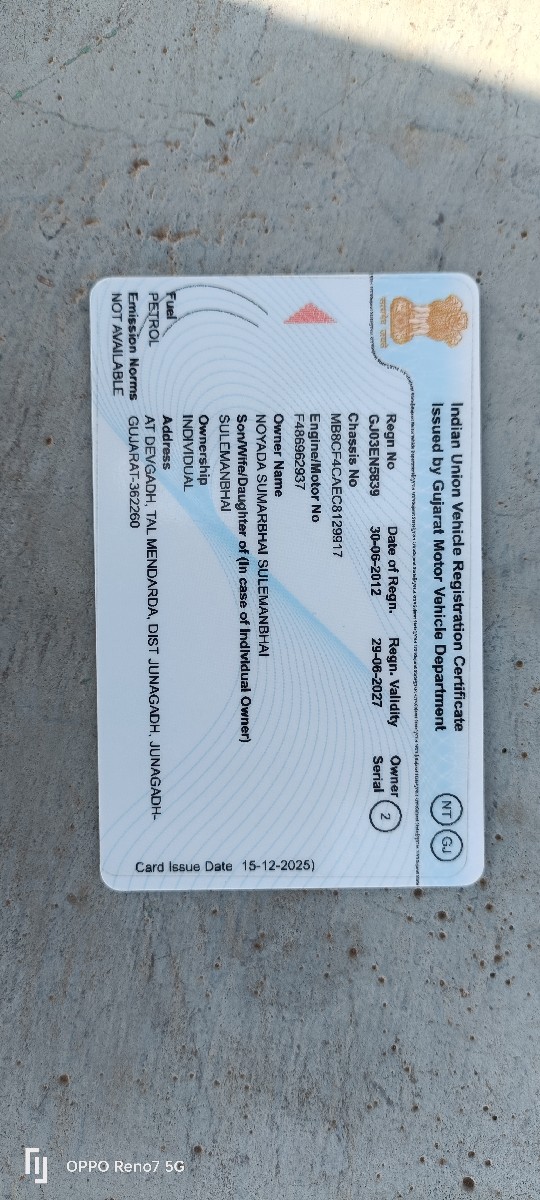 Indian Union Vehicle Registration Certificate
Issued by Gujarat Motor Vehicle Department
NT GJ
सत्यमेव जयते
Regn No Date of Regn. Regn. Validity Owner
GJ03EN5839 30-06-2012 29-06-2027 Serial 2
Chassis No
MB8CF4CAEC8129917
Engine/Motor No
F486962937
Owner Name
NOYADA SUMARBHAI SULEMANBHAI
Son/Wife/Daughter of (In case of Individual Owner)
SULEMANBHAI
Ownership
INDIVIDUAL
Fuel
PETROL
Address
AT DEVGADH, TAL MENDARDA, DIST JUNAGADH, JUNAGADH-
GUJARAT-362260
Emission Norms
NOT AVAILABLE
Card Issue Date 15-12-2025)
OPPO Reno7 5G